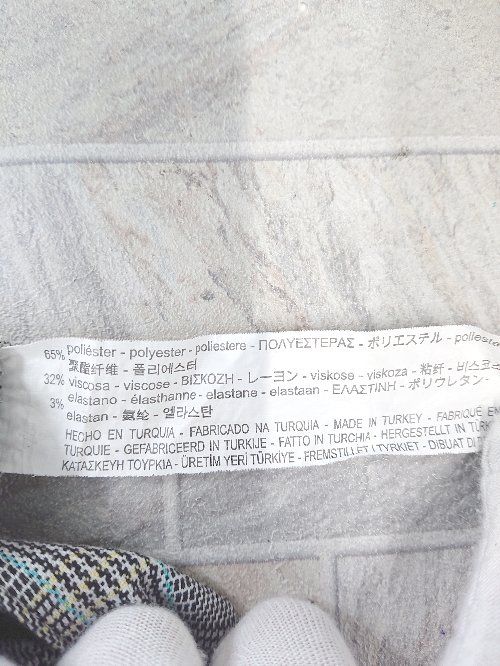 65% poliéster - polyester - poliestere - ΠΟΛΥΕΣΤΕΡΑΣ - ポリエステル - poliest
聚酯纤维 - 폴리에스터
32% viscosa - viscose - ΒΙΣΚΟΖΗ - レーヨン - viskose - viskoza - 粘纤 - 비스코스
3% elastano - élasthanne - elastane - elastaan - ΕΛΑΣΤΙΝΗ - ポリウレタン -
elastan - 氨纶 - 엘라스탄
HECHO EN TURQUIA - FABRICADO NA TURQUIA - MADE IN TURKEY - FABRIQUÉ EN
TURQUIE - GEFABRICEERD IN TURKIJE - FATTO IN TURCHIA - HERGESTELLT IN TÜRK
ΚΑΤΑΣΚΕΥΗ ΤΟΥΡΚΙΑ - ÜRETİM YERİ TÜRKİYE - FREMSTILLET I TYRKIET - DIBUAT DI